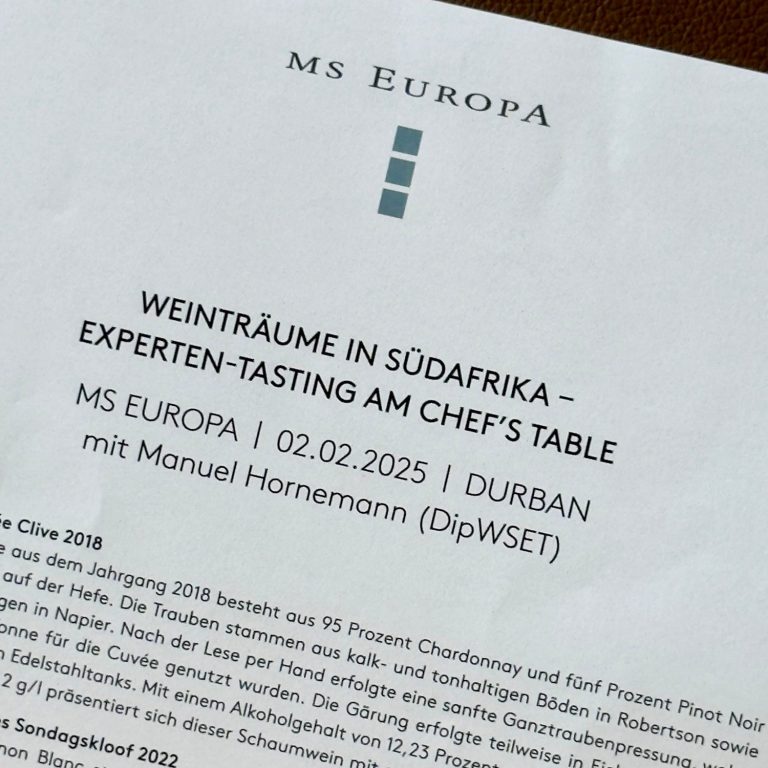 MS EUROPA
WEINTRÄUME IN SÜDAFRIKA –
EXPERTEN-TASTING AM CHEF'S TABLE
MS EUROPA | 02.02.2025 | DURBAN
mit Manuel Hornemann (DipWSET)
Clive 2018
aus dem Jahrgang 2018 besteht aus 95 Prozent Chardonnay und fünf Prozent Pinot Noir
auf der Hefe. Die Trauben stammen aus kalk- und tonhaltigen Böden in Robertson sowie
in Napier. Nach der Lese per Hand erfolgte eine sanfte Ganztraubenpressung,
für die Cuvée genutzt wurden. Die Gärung erfolgte teilweise in
Edelstahltanks. Mit einem Alkoholgehalt von 12,23 Prozent
2 g/l präsentiert sich dieser Schaumwein mit
Sondagskloof 2022
Blanc